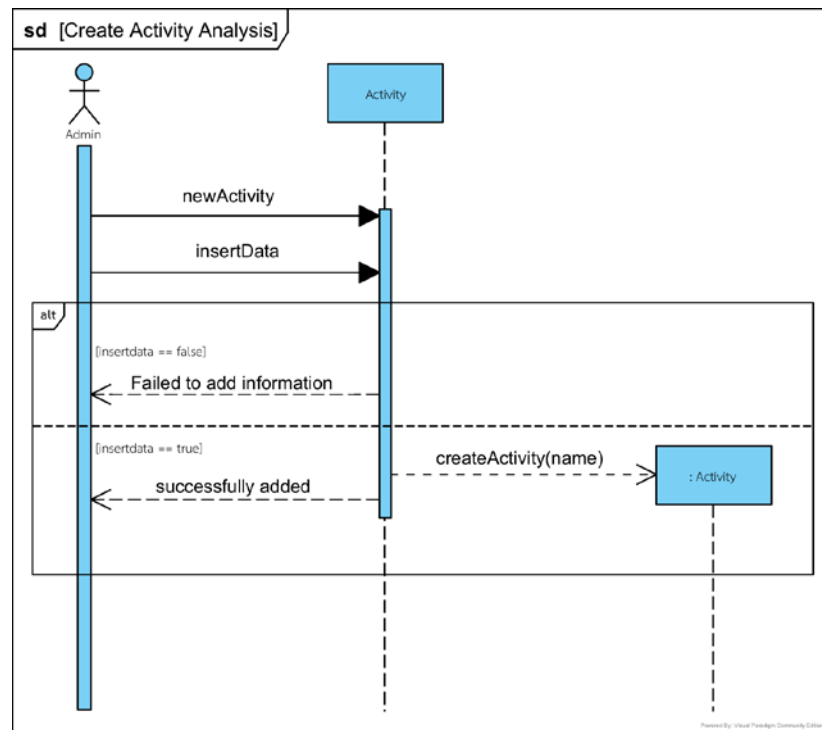 sd [Create Activity Analysis]
Activity
Admin
newActivity
insertData
alt
[insertdata == false]
Failed to add information
[insertdata == true]
createActivity(name)
: Activity
successfully added
Powered By: Visual Paradigm Community Edition